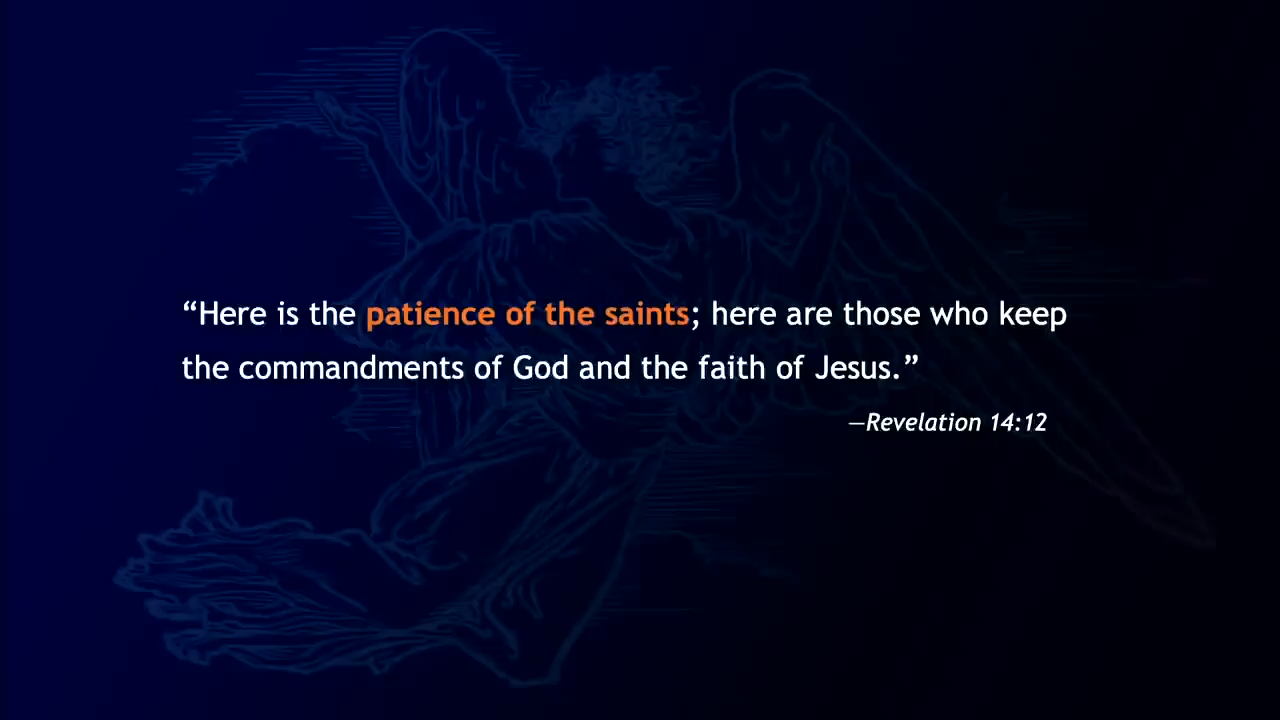 “Here is the patience of the saints; here are those who keep
the commandments of God and the faith of Jesus.”
—Revelation 14:12